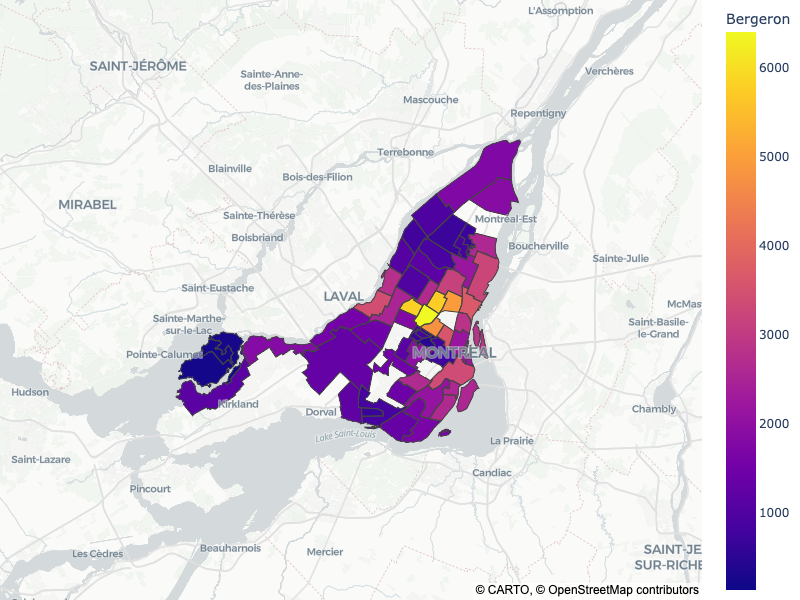 L'Assomption
Bergeron
SAINT-JÉRÔME
Sainte-Anne-
des-Plaines
Verchères
6000
Mascouche
Repentigny
Terrebonne
5000
Blainville
Bois-des-Filion
MIRABEL
Sainte-Thérèse
Montréal-Est
Boisbriand
Boucherville
4000
Sainte-Julie
Saint-Eustache
LAVAL
McMas
Sainte-Marthe-
sur-le-Lac
Saint-Basile-
le-Grand
3000
Pointe-Calumet
MONTRÉAL
Hudson
Kirkland
Dorval
Chambly
2000
Lake Saint-Louis
La Prairie
Saint-Lazare
Candiac
Pincourt
1000
Les Cèdres
Beauharnois
Mercier
SAINT-JE
SUR-RICHE
© CARTO, © OpenStreetMap contributors